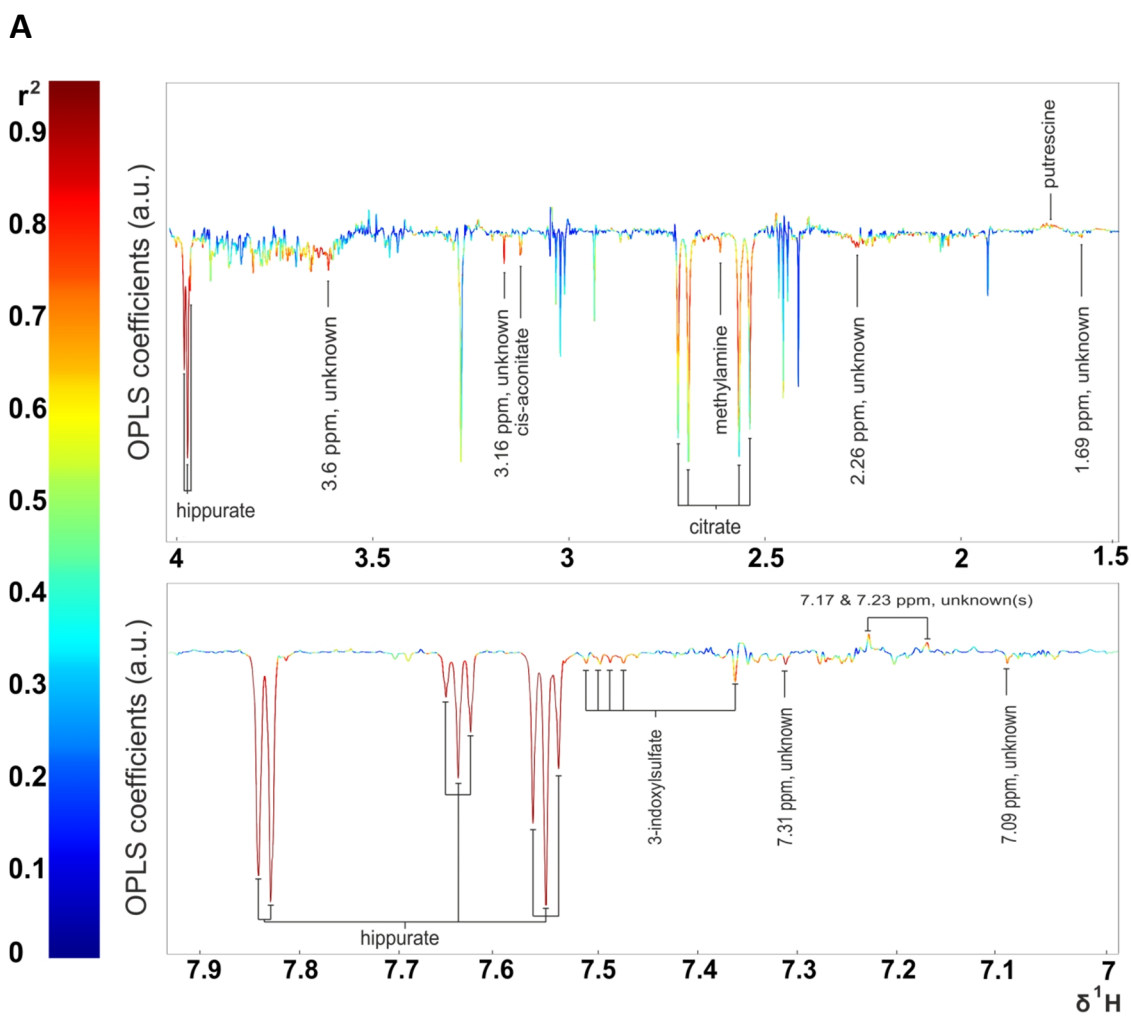 A
r²
0.9
0.8
0.7
0.6
0.5
0.4
0.3
0.2
0.1
0
OPLS coefficients (a.u.)
hippurate
3.6 ppm, unknown
3.16 ppm, unknown
cis-aconitate
citrate
methylamine
2.26 ppm, unknown
putrescine
1.69 ppm, unknown
4 3.5 3 2.5 2 1.5
OPLS coefficients (a.u.)
hippurate
3-indoxylsulfate
7.31 ppm, unknown
7.17 & 7.23 ppm, unknown(s)
7.09 ppm, unknown
7.9 7.8 7.7 7.6 7.5 7.4 7.3 7.2 7.1 7
δ¹H